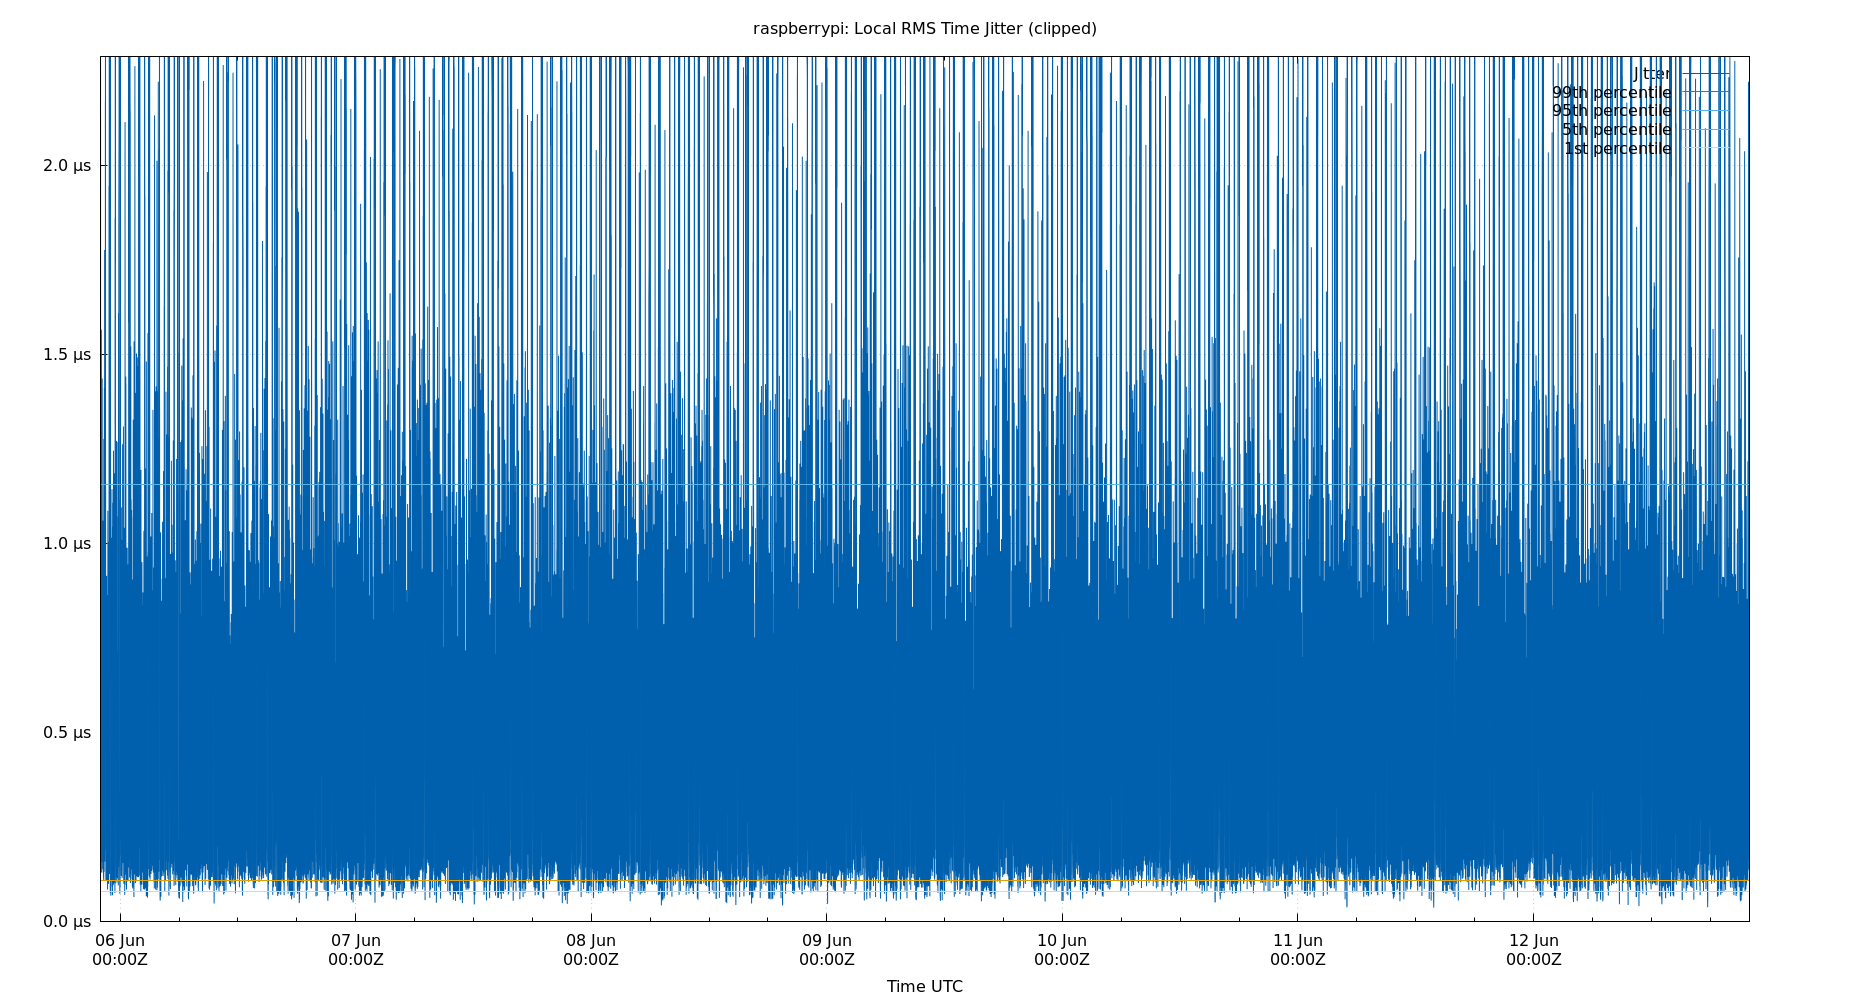 raspberrypi: Local RMS Time Jitter (clipped)
Jitter
99th percentile
95th percentile
5th percentile
1st percentile
2.0 µs
1.5 µs
1.0 µs
0.5 µs
0.0 µs
06 Jun 07 Jun 08 Jun 09 Jun 10 Jun 11 Jun 12 Jun
00:00Z 00:00Z 00:00Z 00:00Z 00:00Z 00:00Z 00:00Z
Time UTC